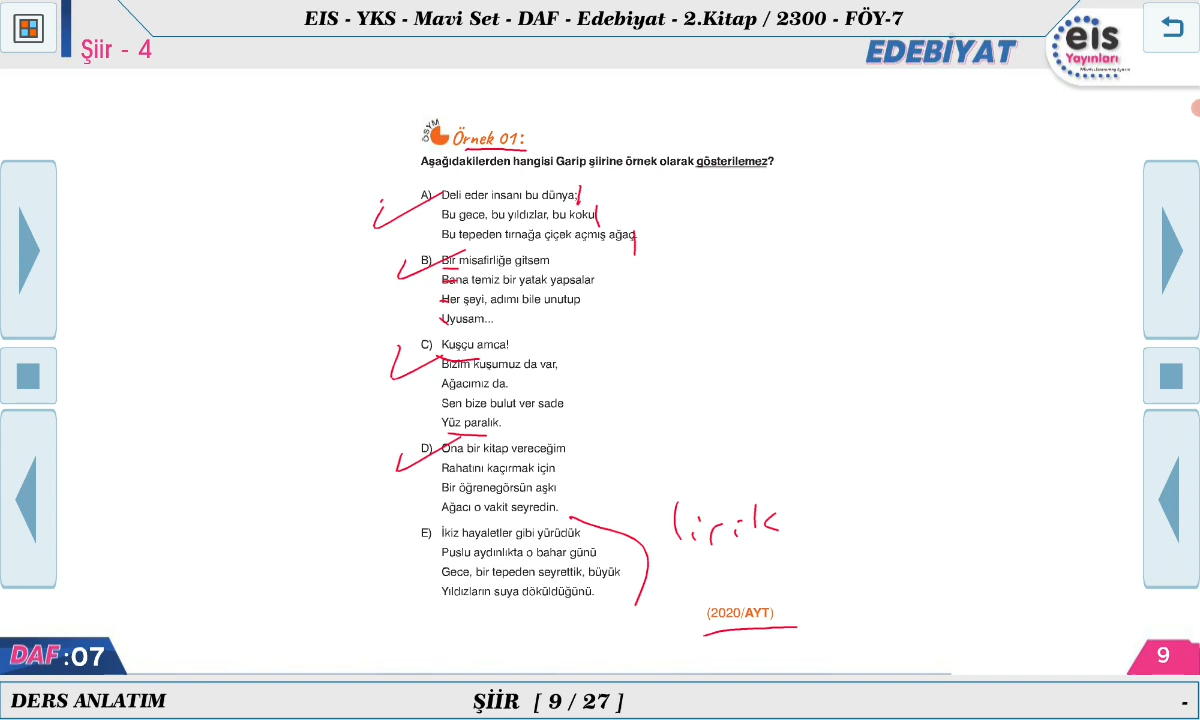 EIS - YKS - Mavi Set - DAF - Edebiyat - 2.Kitap / 2300 - FÖY-7
Şiir - 4
EDEBİYAT
eis
Yayınları
ÖSYM
Örnek 01:
Aşağıdakilerden hangisi Garip şiirine örnek olarak gösterilemez?
A) Deli eder insanı bu dünya;
Bu gece, bu yıldızlar, bu koku
Bu tepeden tırnağa çiçek açmış ağaç
B) Bir misafirliğe gitsem
Bana temiz bir yatak yapsalar
Her şeyi, adımı bile unutup
Uyusam...
C) Kuşçu amca!
Bizim kuşumuz da var,
Ağacımız da.
Sen bize bulut ver sade
Yüz paralık.
D) Ona bir kitap vereceğim
Rahatını kaçırmak için
Bir öğrenegörsün aşkı
Ağacı o vakit seyredin.
E) İkiz hayaletler gibi yürüdük
Puslu aydınlıkta o bahar günü
Gece, bir tepeden seyrettik, büyük
Yıldızların suya döküldüğünü.
lirik
(2020/AYT)
DAF:07
9
DERS ANLATIM
ŞİİR [ 9 / 27 ]
-